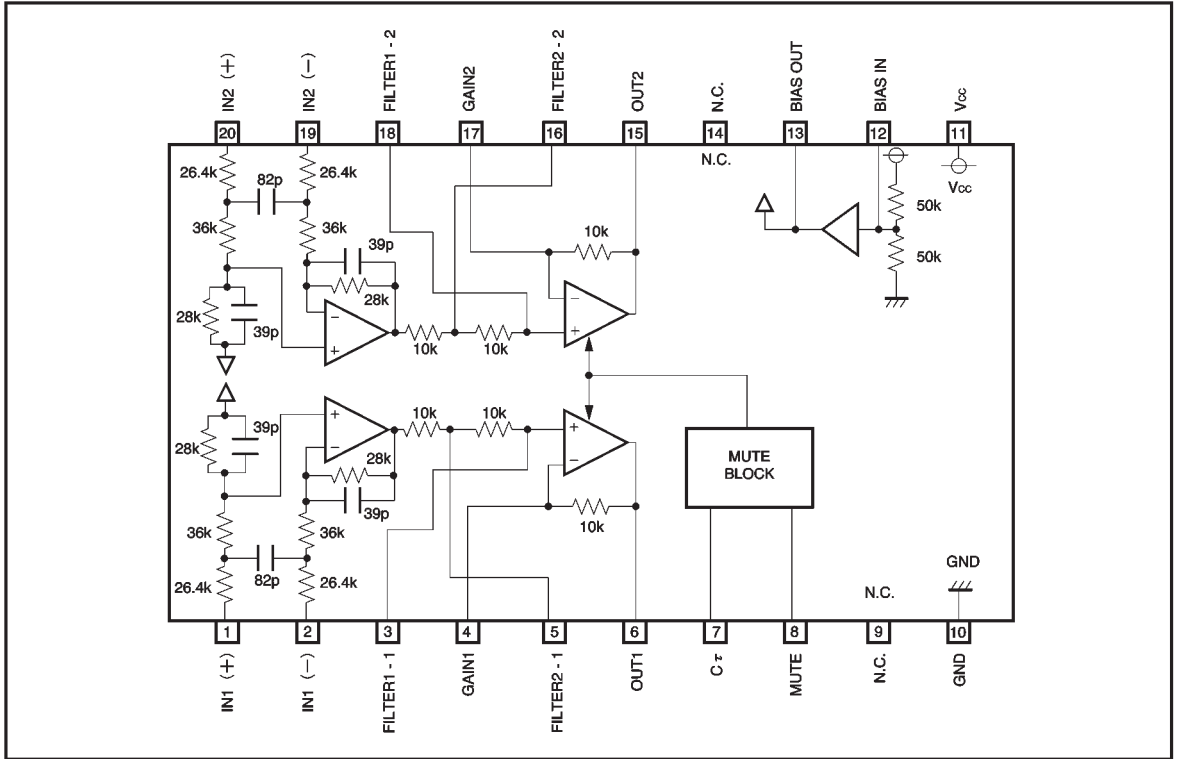 IN2 (+)
IN2 (−)
FILTER1 - 2
GAIN2
FILTER2 - 2
OUT2
N.C.
BIAS OUT
BIAS IN
Vcc
20
19
18
17
16
15
14
13
12
11
N.C.
Vcc
26.4k
82p
26.4k
50k
36k
36k
39p
10k
50k
28k
28k
39p
−
+
−
+
10k
10k
28k
39p
+
−
10k
10k
+
−
28k
39p
10k
MUTE
BLOCK
36k
36k
26.4k
82p
26.4k
GND
N.C.
1
2
3
4
5
6
7
8
9
10
IN1 (+)
IN1 (−)
FILTER1 - 1
GAIN1
FILTER2 - 1
OUT1
Cτ
MUTE
N.C.
GND